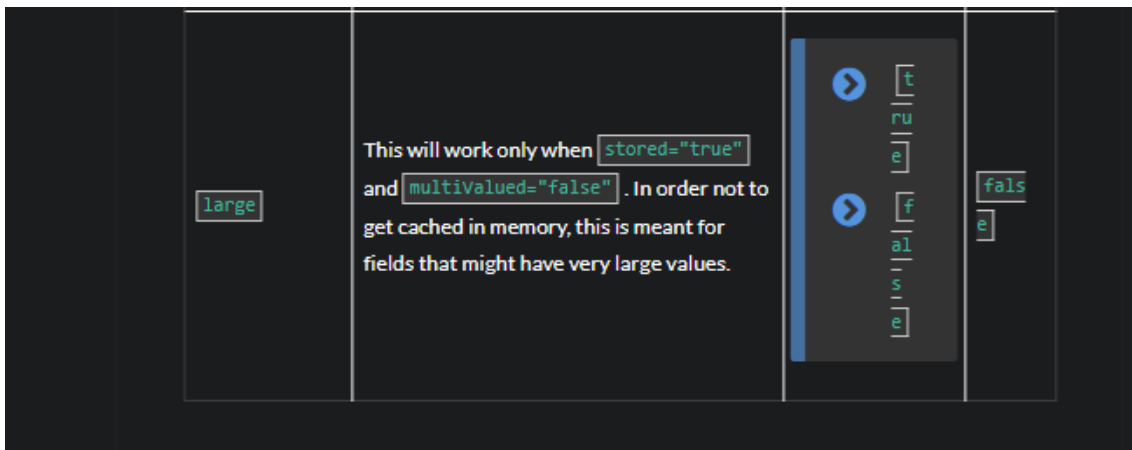 large
This will work only when stored="true"
and multiValued="false" . In order not to
get cached in memory, this is meant for
fields that might have very large values.
t
ru
e
f
al
s
e
fals
e